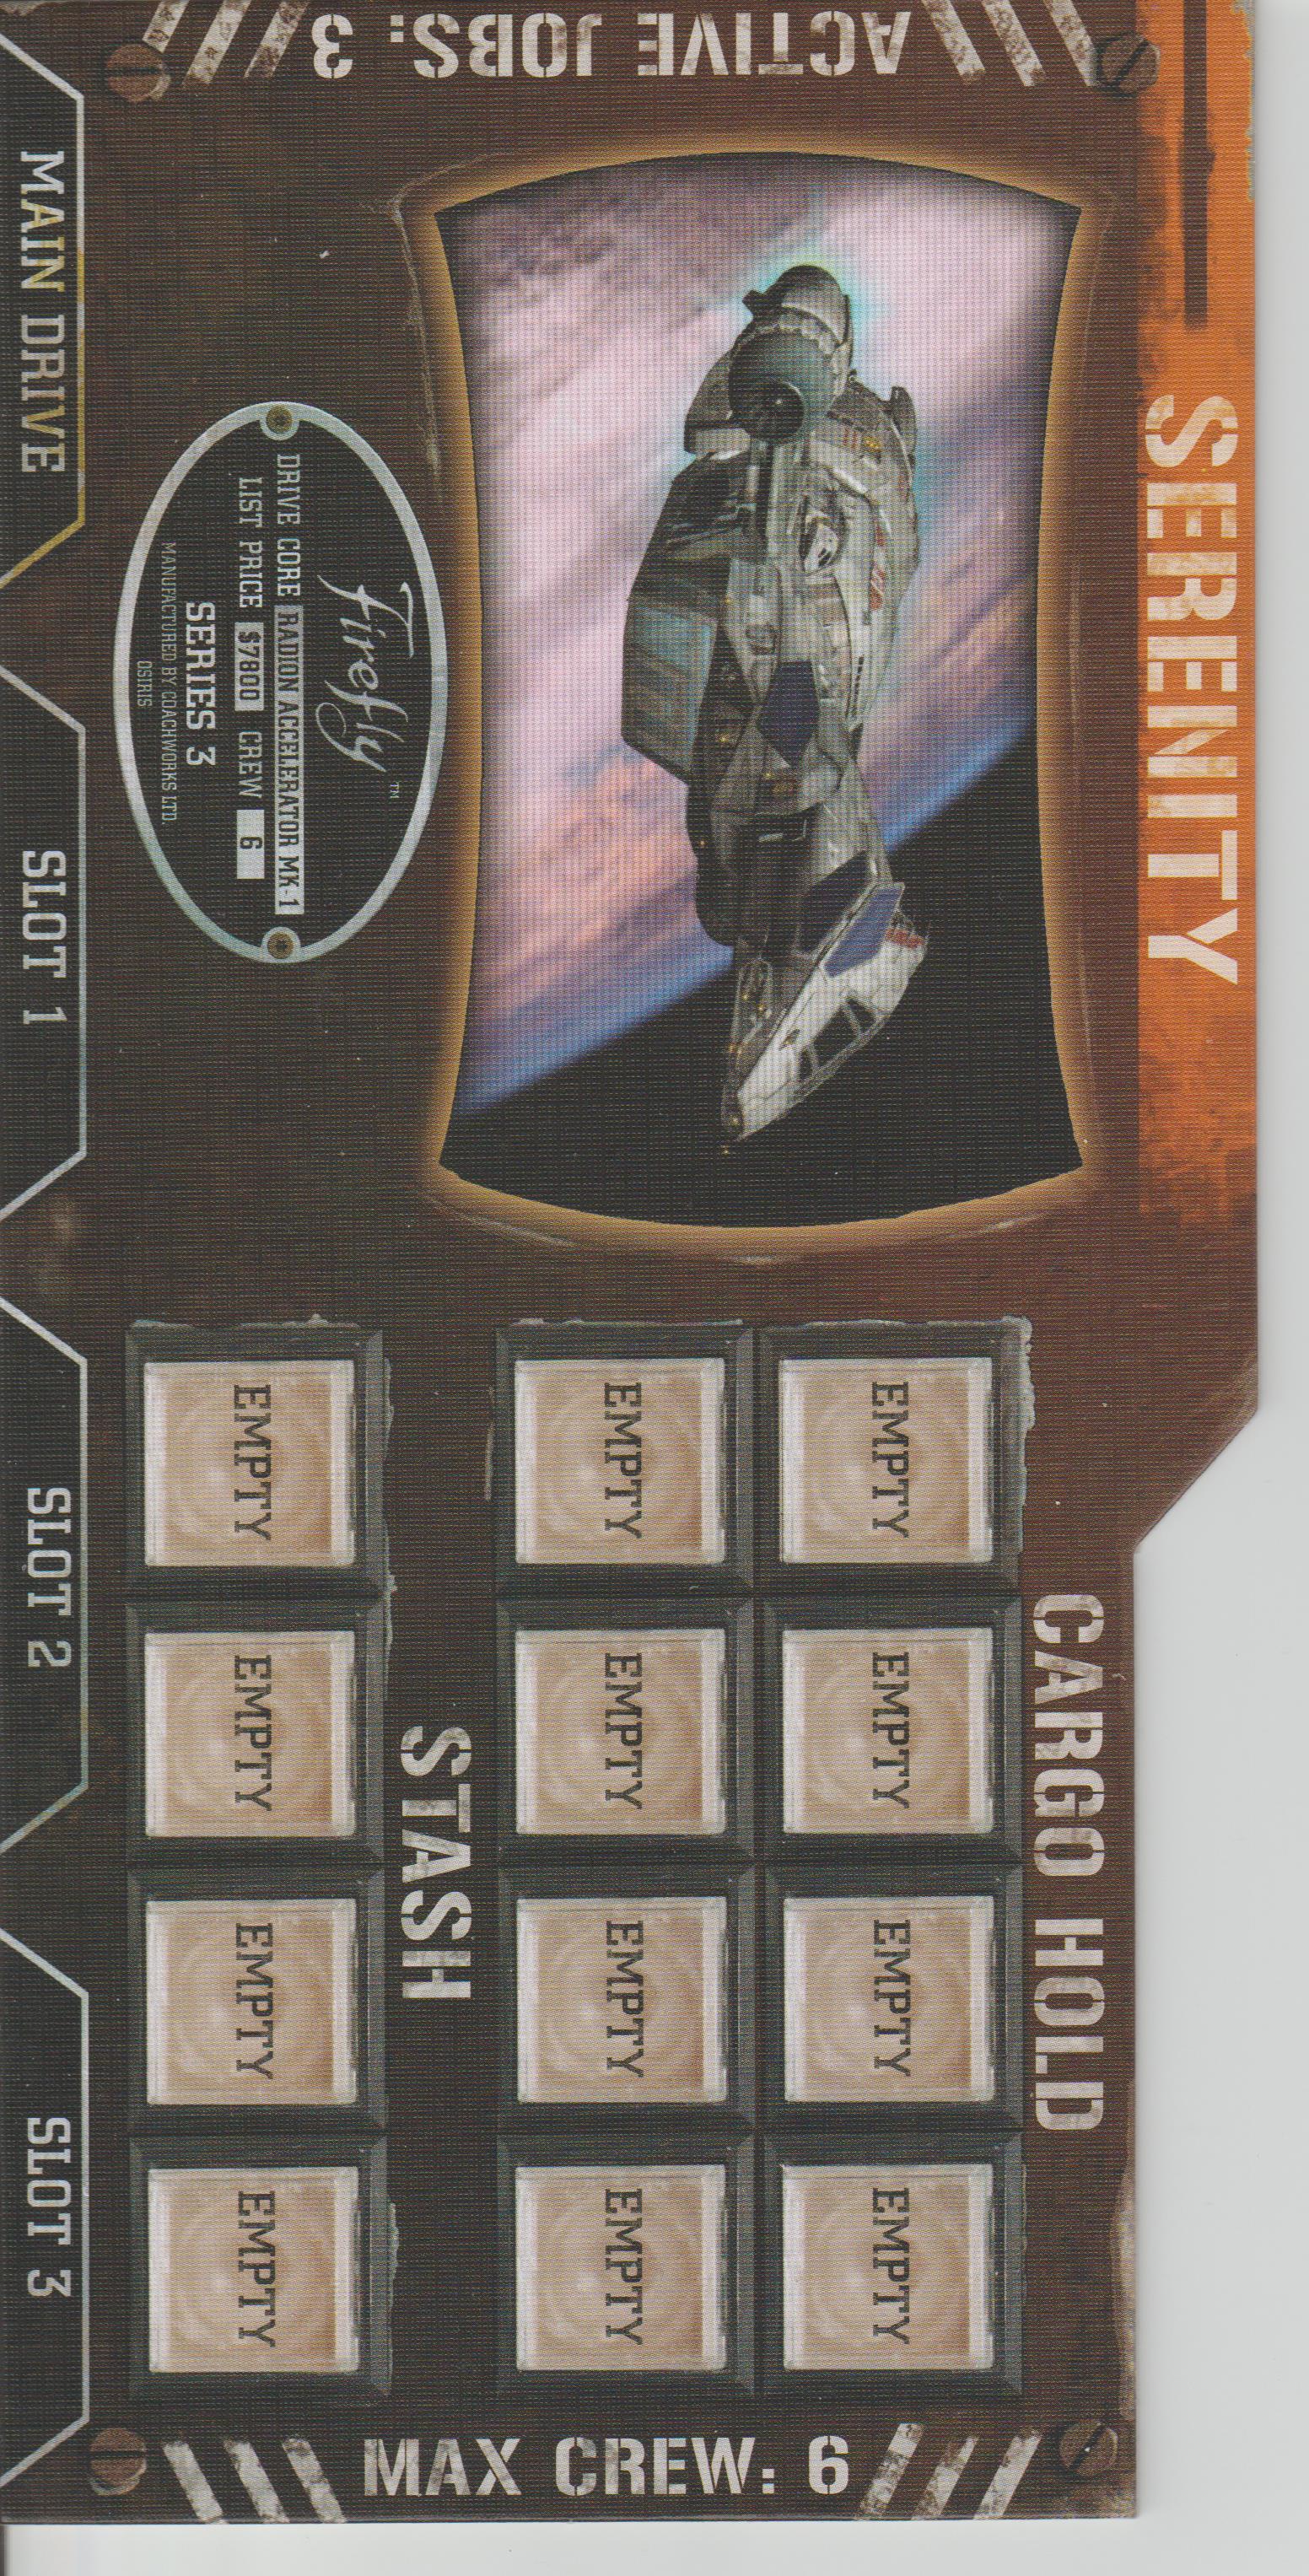 SERENITY
ACTIVE JOBS: 3
CARGO HOLD
EMPTY EMPTY EMPTY EMPTY
EMPTY EMPTY EMPTY EMPTY
STASH
EMPTY EMPTY EMPTY EMPTY
MAX CREW: 6
Firefly™
DRIVE CORE RADION ACCELERATOR MK-1
LIST PRICE $7800 CREW 6
SERIES 3
MANUFACTURED BY COACHWORKS LTD.
OSIRIS
MAIN DRIVE
SLOT 1
SLOT 2
SLOT 3